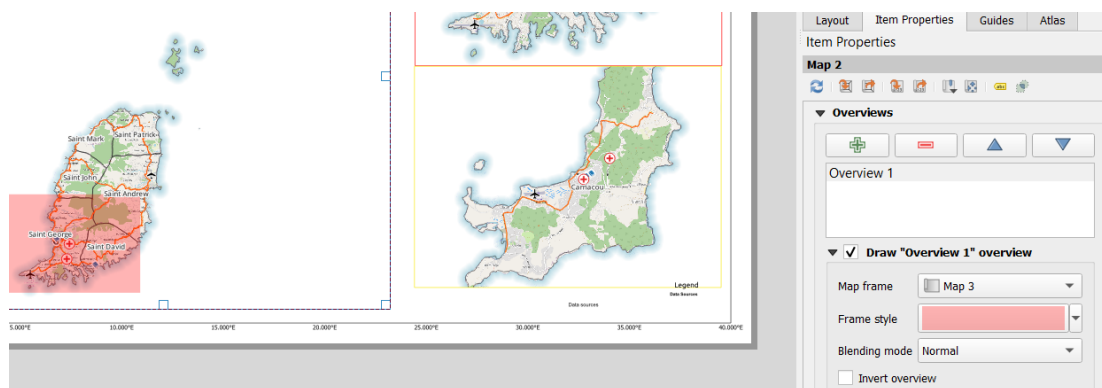 Layout
Item Properties
Guides
Atlas
Item Properties
Map 2
abc
Overviews
Overview 1
Draw "Overview 1" overview
Map frame
Map 3
Frame style
Blending mode
Normal
Invert overview
Saint Mark
Saint Patrick
Saint John
Saint Andrew
Saint George
Saint David
Carriacou
Legend
Data Sources
Data sources
5.000°E
10.000°E
15.000°E
20.000°E
25.000°E
30.000°E
35.000°E
40.000°E